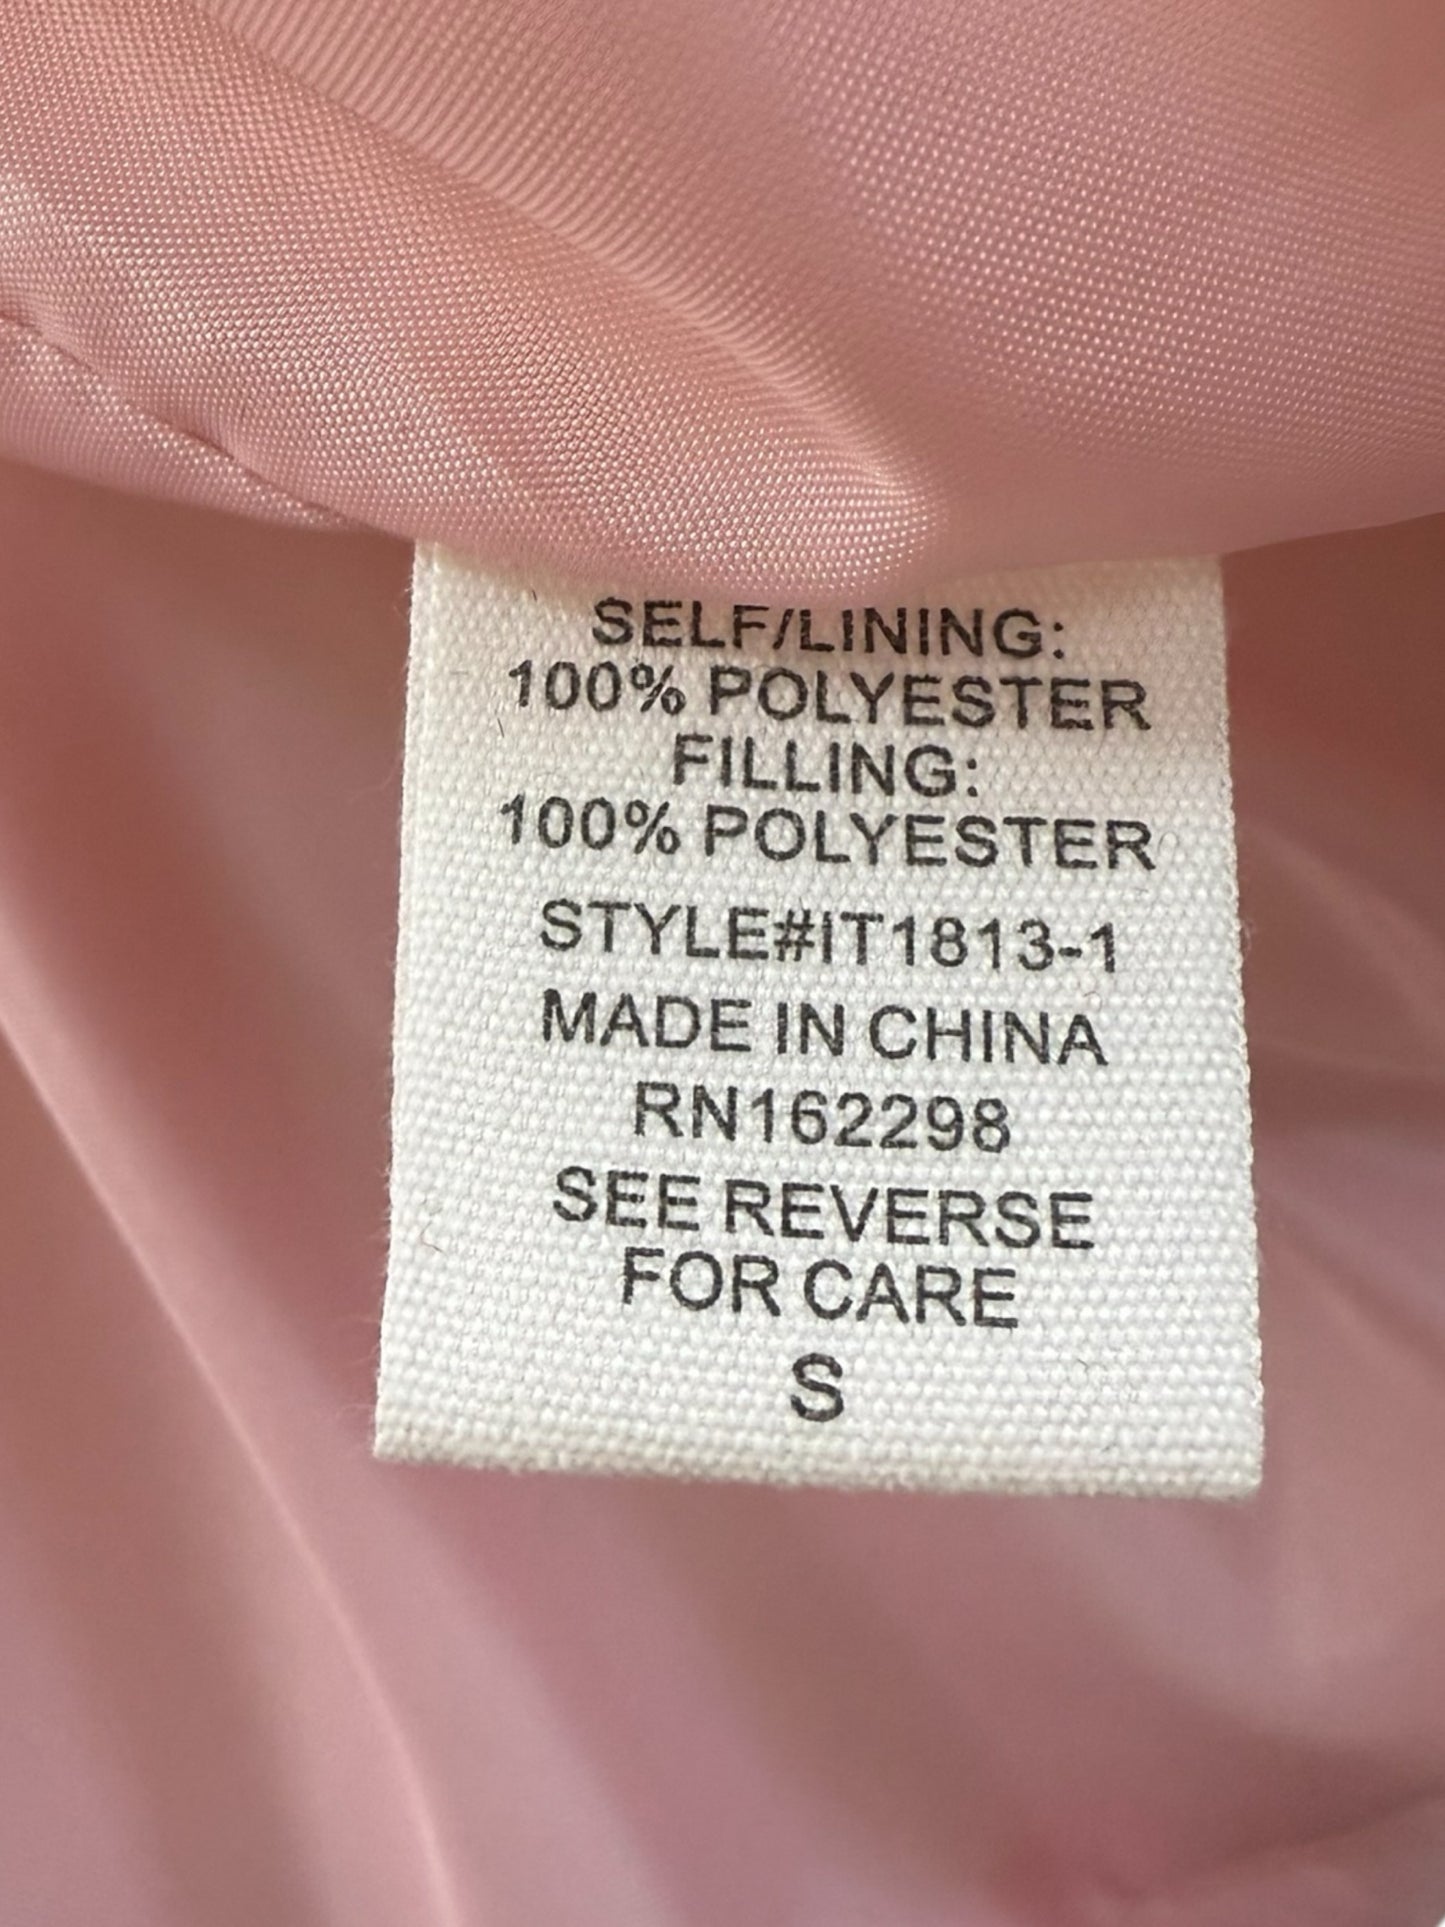 SELF/LINING:
100% POLYESTER
FILLING:
100% POLYESTER
STYLE#IT1813-1
MADE IN CHINA
RN162298
SEE REVERSE
FOR CARE
S